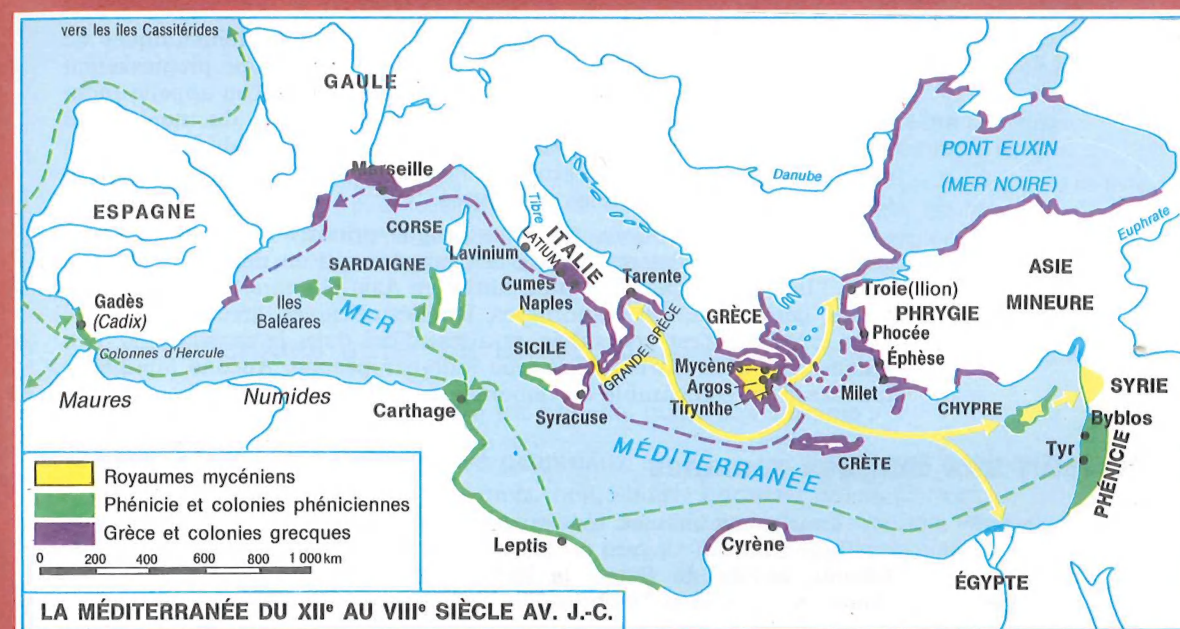 vers les îles Cassitérides
GAULE
PONT EUXIN
(MER NOIRE)
Danube
Marseille
ESPAGNE
CORSE
Tibre
LATIUM
ITALIE
Lavinium
Euphrate
SARDAIGNE
Cumes
Naples
Tarente
ASIE
MINEURE
Troie(Ilion)
PHRYGIE
Gadès
(Cadix)
Iles
Baléares
MER
GRÈCE
Phocée
Colonnes d'Hercule
SICILE
GRANDE GRÈCE
Mycènes
Argos
Tirynthe
Éphèse
Milet
SYRIE
Maures
Numides
Carthage
Syracuse
CHYPRE
Byblos
MÉDITERRANÉE
CRÈTE
Tyr
PHÉNICIE
Royaumes mycéniens
Phénicie et colonies phéniciennes
Grèce et colonies grecques
0 200 400 600 800 1000 km
Leptis
Cyrène
ÉGYPTE
LA MÉDITERRANÉE DU XIIe AU VIIIe SIÈCLE AV. J.-C.